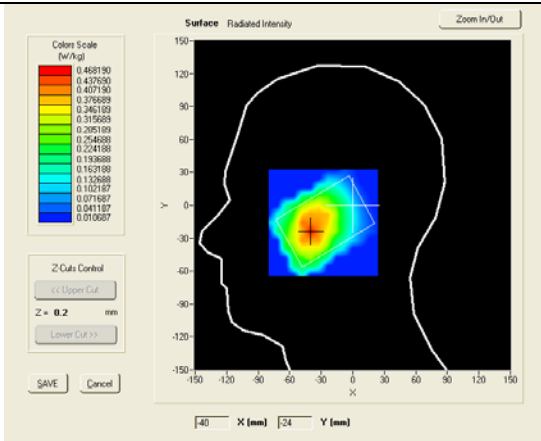 Surface Radiated Intensity
Zoom In/Out
Colors Scale
(W/kg)
0.468190
0.437690
0.407190
0.376689
0.346189
0.315689
0.285189
0.254688
0.224188
0.193688
0.163188
0.132688
0.102187
0.071687
0.041187
0.010687
Z-Cuts Control
<< Upper Cut
Z = 0.2 mm
Lower Cut >>
SAVE Cancel
150
120
90
60
30
0
-30
-60
-90
-120
-150
Y
-150 -120 -90 -60 -30 0 30 60 90 120 150
X
-40 X (mm) -24 Y (mm)